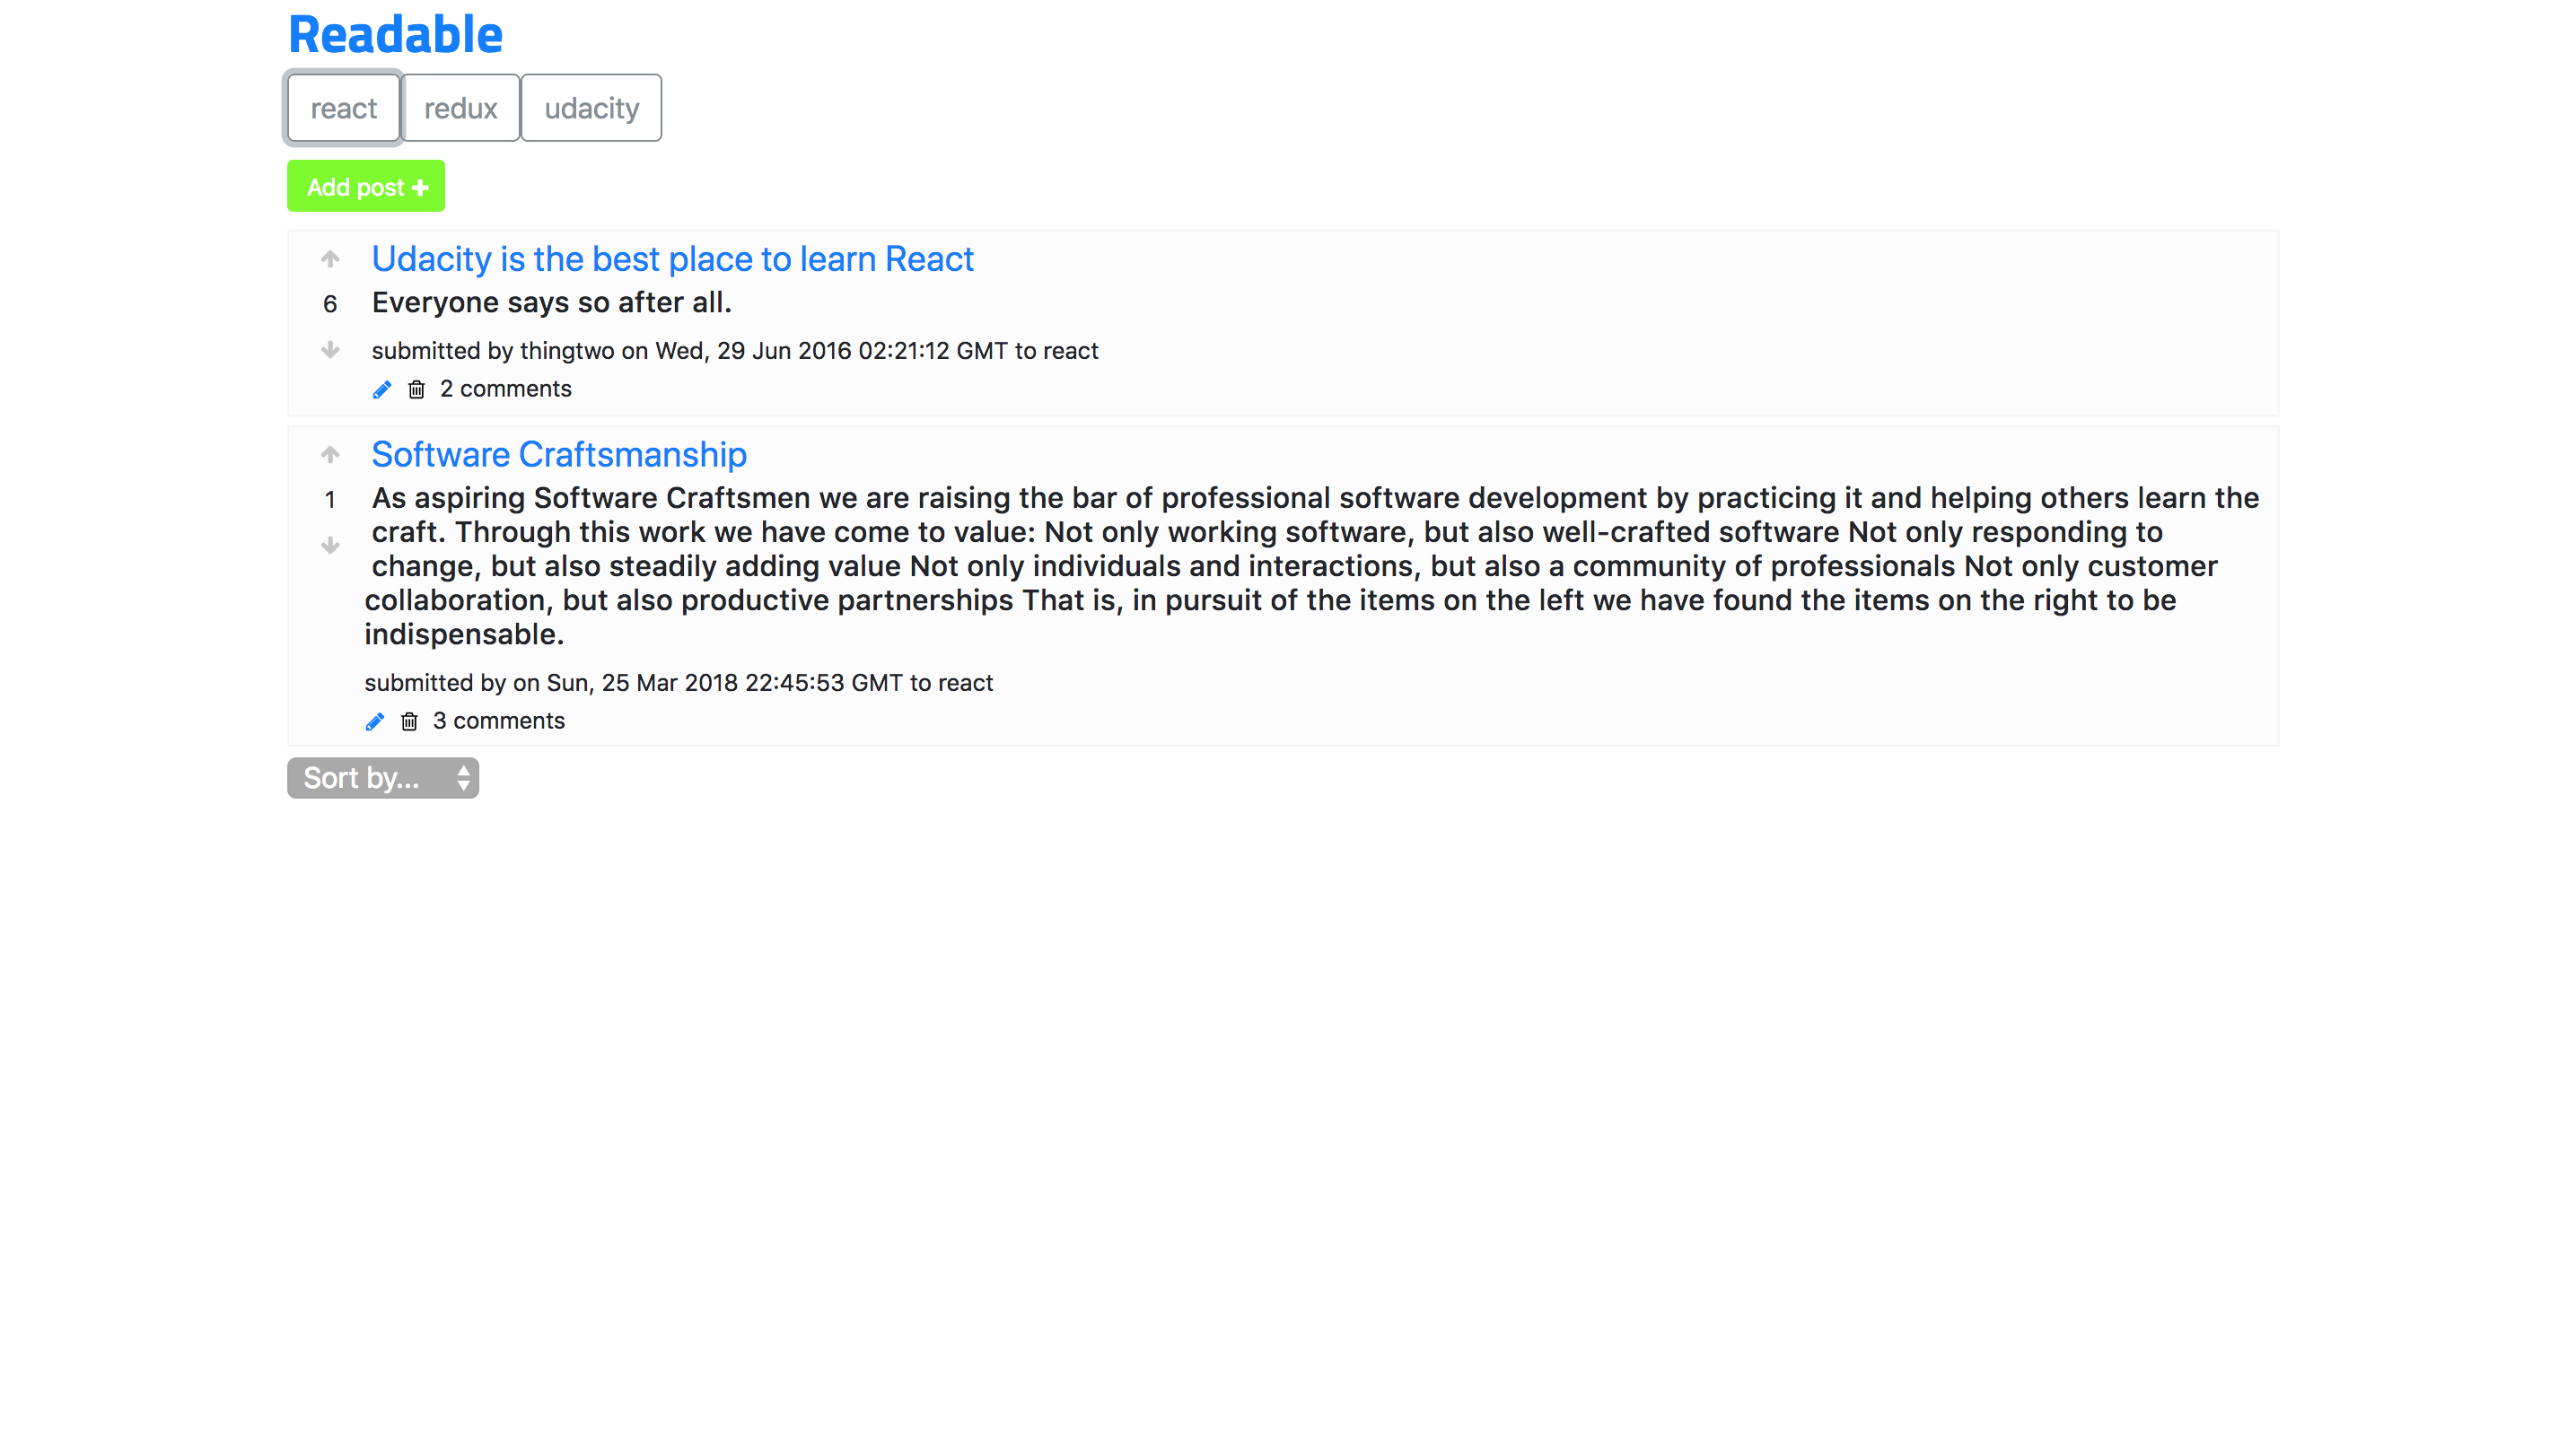 Readable
react redux udacity
Add post
Udacity is the best place to learn React
6 Everyone says so after all.
submitted by thingtwo on Wed, 29 Jun 2016 02:21:12 GMT to react
2 comments
Software Craftsmanship
1 As aspiring Software Craftsmen we are raising the bar of professional software development by practicing it and helping others learn the
craft. Through this work we have come to value: Not only working software, but also well-crafted software Not only responding to
change, but also steadily adding value Not only individuals and interactions, but also a community of professionals Not only customer
collaboration, but also productive partnerships That is, in pursuit of the items on the left we have found the items on the right to be
indispensable.
submitted by on Sun, 25 Mar 2018 22:45:53 GMT to react
3 comments
Sort by...